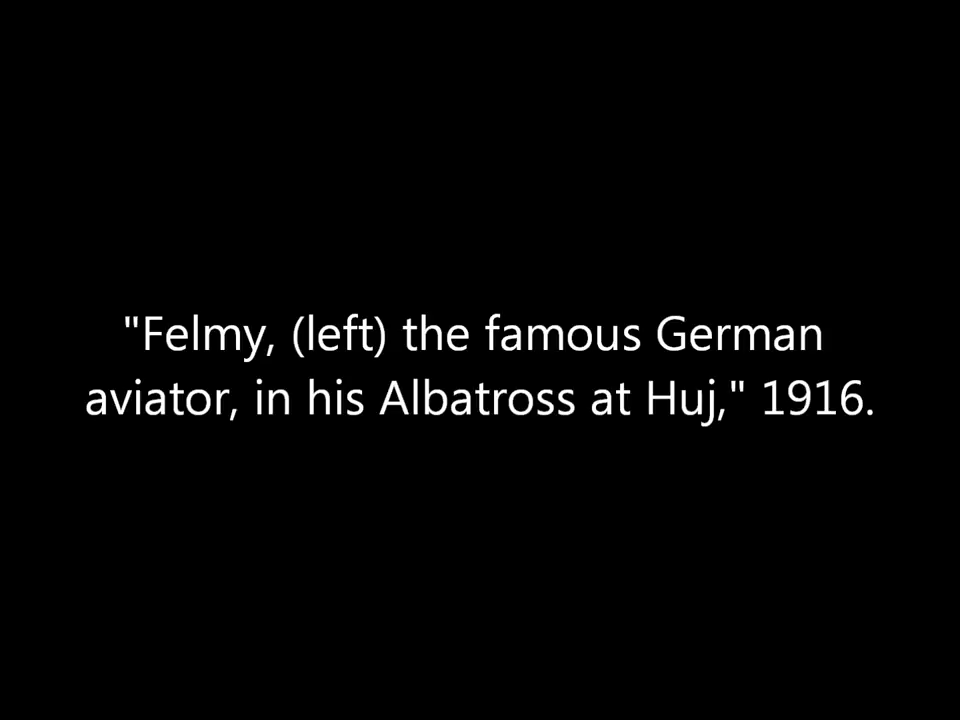 "Felmy, (left) the famous German
aviator, in his Albatross at Huj," 1916.